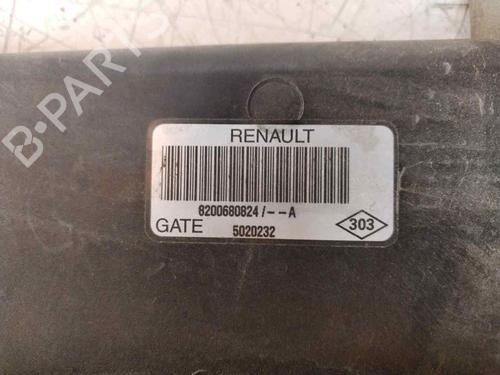 B-PARTS
RENAULT
8200680824/--A
GATE 5020232
303